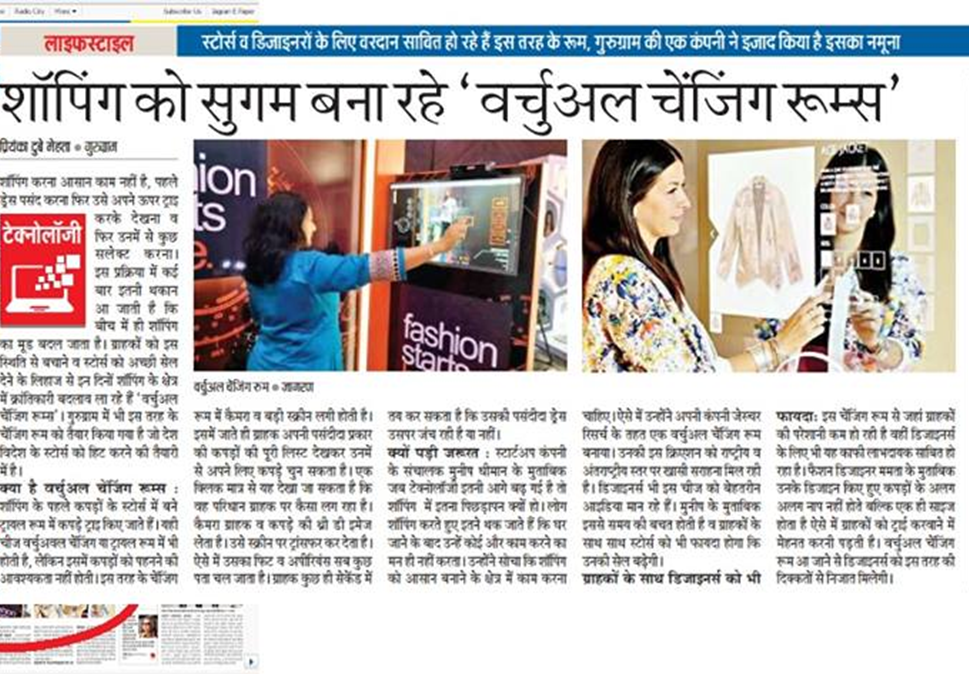 Radio City More Subscribe Us Jagran E Paper
लाइफस्टाइल
स्टोर्स व डिजाइनरों के लिए वरदान साबित हो रहे हैं इस तरह के रूम, गुरुग्राम की एक कंपनी ने इजाद किया है इसका नमूना
शॉपिंग को सुगम बना रहे ‘वर्चुअल चेंजिंग रूम्स’
प्रियंका दुबे मेहता ● गुरुग्राम
शॉपिंग करना आसान काम नहीं है, पहले
ड्रेस पसंद करना फिर उसे अपने ऊपर ट्राइ
करके देखना व
फिर उनमें से कुछ
सलेक्ट करना।
इस प्रक्रिया में कई
बार इतनी थकान
आ जाती है कि
बीच में ही शॉपिंग
टेक्नोलॉजी
का मूड बदल जाता है। ग्राहकों को इस
स्थिति से बचाने व स्टोर्स को अच्छी सेल
देने के लिहाज से इन दिनों शॉपिंग के क्षेत्र
में क्रांतिकारी बदलाव ला रहे हैं ‘वर्चुअल
चेंजिंग रूम्स’। गुरुग्राम में भी इस तरह के
चेंजिंग रूम को तैयार किया गया है जो देश
विदेश के स्टोर्स को हिट करने की तैयारी
में है।
क्या है वर्चुअल चेंजिंग रूम्स :
शॉपिंग के पहले कपड़ों के स्टोर्स में बने
ट्रायल रूम में कपड़े ट्राइ किए जाते हैं। यही
चीज वर्चुअवल चेंजिंग या ट्रायल रूम में भी
होती है, लेकिन इसमें कपड़ों को पहनने की
आवश्यकता नहीं होती। इस तरह के चेंजिंग
ion
ts
e.
fashion
starts
वर्चुअल चेंजिंग रुम ● जागरण
रूम में कैमरा व बड़ी स्क्रीन लगी होती है।
इसमें जाते ही ग्राहक अपनी पसंदीदा प्रकार
की कपड़ों की पूरी लिस्ट देखकर उनमें
से अपने लिए कपड़े चुन सकता है। एक
क्लिक मात्र से यह देखा जा सकता है कि
वह परिधान ग्राहक पर कैसा लग रहा है।
कैमरा ग्राहक व कपड़े की थ्री डी इमेज
लेता है। उसे स्क्रीन पर ट्रांसफर कर देता है।
ऐसे में उसका फिट व अपीरियंस सब कुछ
पता चल जाता है। ग्राहक कुछ ही सेकेंड में
तय कर सकता है कि उसकी पसंदीदा ड्रेस
उसपर जंच रही है या नहीं।
क्यों पड़ी जरूरत : स्टार्टअप कंपनी
के संचालक मुनीष धीमान के मुताबिक
जब टेक्नोलॉजी इतनी आगे बढ़ गई है तो
शॉपिंग में इतना पिछड़ापन क्यों हो। लोग
शॉपिंग करते हुए इतने थक जाते हैं कि घर
जाने के बाद उन्हें कोई और काम करने का
मन ही नहीं करता। उन्होंने सोचा कि शॉपिंग
को आसान बनाने के क्षेत्र में काम करना
चाहिए। ऐसे में उन्होंने अपनी कंपनी जेस्चर
रिसर्च के तहत एक वर्चुअल चेंजिंग रूम
बनाया। उनकी इस क्रिएशन को राष्ट्रीय व
अंतराष्ट्रीय स्तर पर खासी सराहना मिल रही
है। डिजाइनर्स भी इस चीज को बेहतरीन
आइडिया मान रहे हैं। मुनीष के मुताबिक
इससे समय की बचत होती है व ग्राहकों के
साथ साथ स्टोर्स को भी फायदा होगा कि
उनकी सेल बढ़ेगी।
ग्राहकों के साथ डिजाइनर्स को भी
फायदा: इस चेंजिंग रूम से जहां ग्राहकों
की परेशानी कम हो रही है वहीं डिजाइनर्स
के लिए भी यह काफी लाभदायक साबित हो
रहा है। फैशन डिजाइनर ममता के मुताबिक
उनके डिजाइन किए हुए कपड़ों के अलग
अलग नाप नहीं होते बल्कि एक ही साइज
होता है ऐसे में ग्राहकों को ट्राई करवाने में
मेहनत करनी पड़ती है। वर्चुअल चेंजिंग
रूम आ जाने से डिजाइनर्स को इस तरह की
दिक्कतों से निजात मिलेगी।